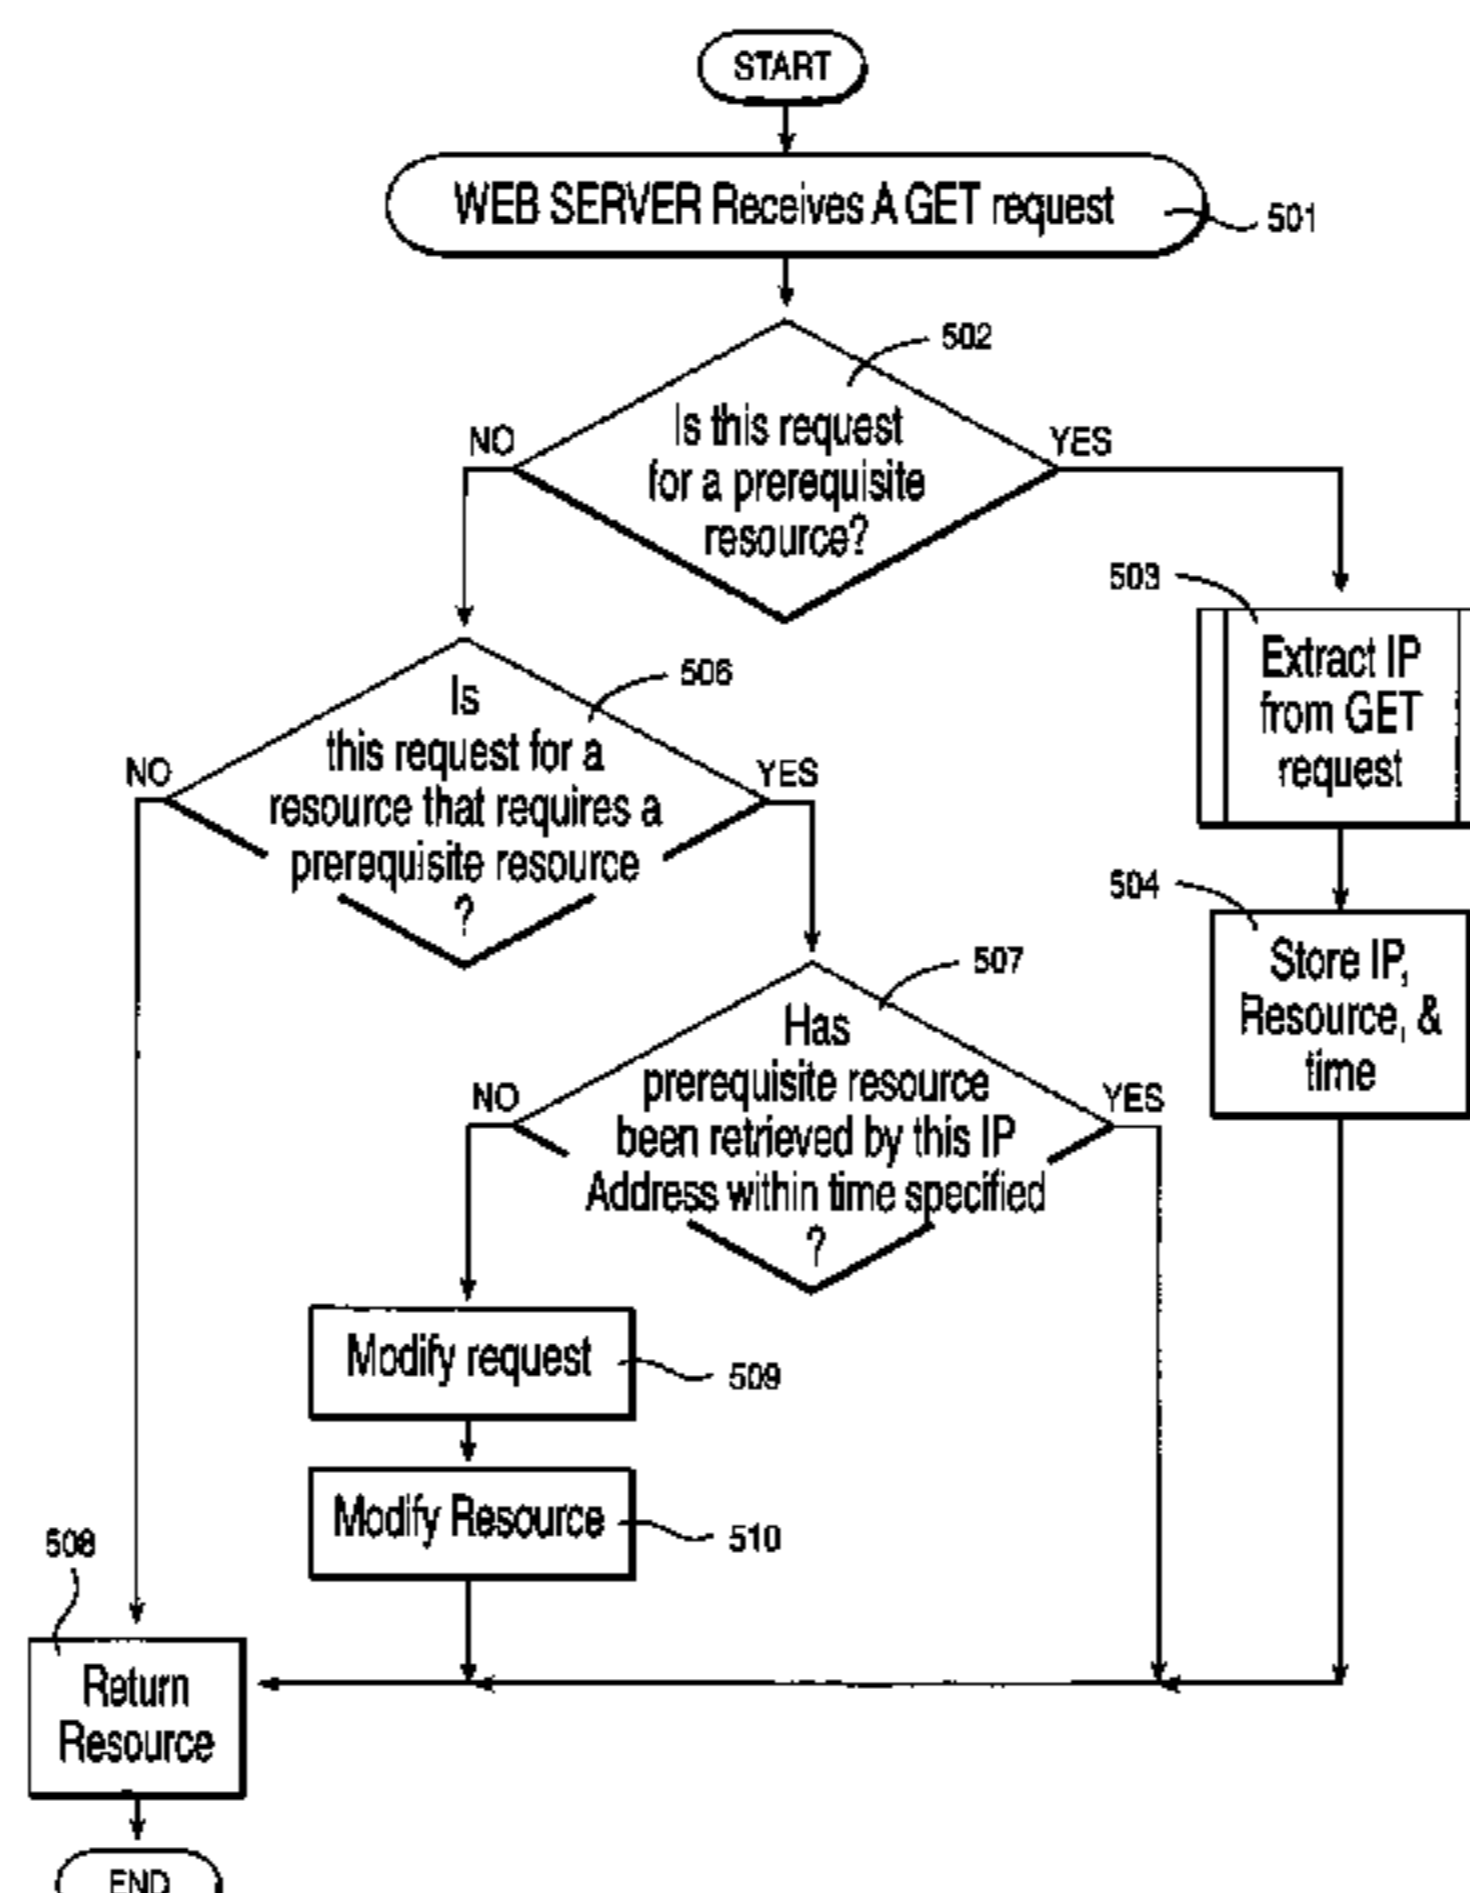 START
WEB SERVER Receives A GET request
501
502
Is this request
for a prerequisite
resource?
NO
YES
503
Extract IP
from GET
request
506
Is
this request for a
resource that requires a
prerequisite resource
?
NO
YES
504
Store IP,
Resource, &
time
507
Has
prerequisite resource
been retrieved by this IP
Address within time specified
?
NO
YES
Modify request
509
Modify Resource
510
508
Return
Resource
END